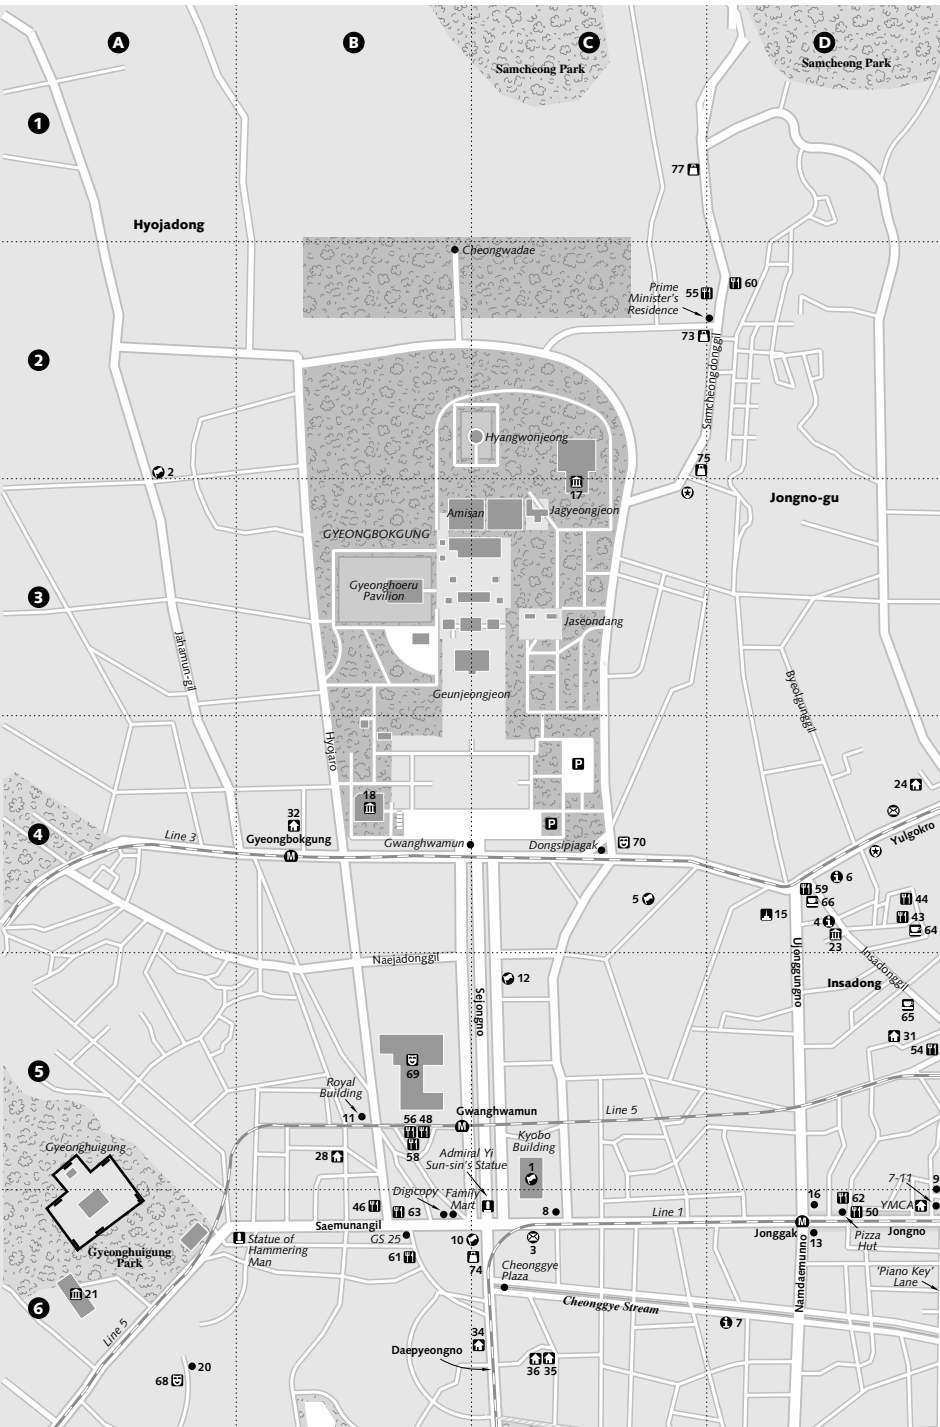 A
B
C
D
Samcheong Park
Samcheong Park
1
77
Hyojadong
Cheongwadae
60
Prime
Minister's
Residence
55
73
2
Samcheongdonggil
Hyangwonjeong
75
2
17
Jongno-gu
Amisan
Jagyeongjeon
GYEONGBOKGUNG
3
Gyeonghoeru
Pavilion
Jaseondang
Jahamun-gil
Geunjeongjeon
Byeolgunggil
Hyojaro
P
24
18
32
4
Line 3
Gyeongbokgung
M
P
Gwanghwamun
Dongsipjagak
70
Yulgokro
6
59
66
44
5
15
4
43
64
23
Naejadonggil
Sejongno
12
Ujonggungno
Insadonggil
Insadong
65
31
54
5
69
Royal
Building
11
56 48
58
Gwanghwamun
M
Line 5
Gyeonghuigung
28
Admiral Yi
Sun-sin's Statue
Kyobo
Building
1
46
63
Digicopy
Family
Mart
8
16
62
50
7-11
YMCA
9
Saemunangil
Line 1
M
Jonggak
13
Pizza
Hut
Jongno
Gyeonghuigung
Park
Statue of
Hammering
Man
GS 25
61
10
74
3
Cheonggye
Plaza
Namdaemunno
'Piano Key'
Lane
21
6
Cheonggye Stream
Line 5
7
34
Daepyeongno
36 35
20
68